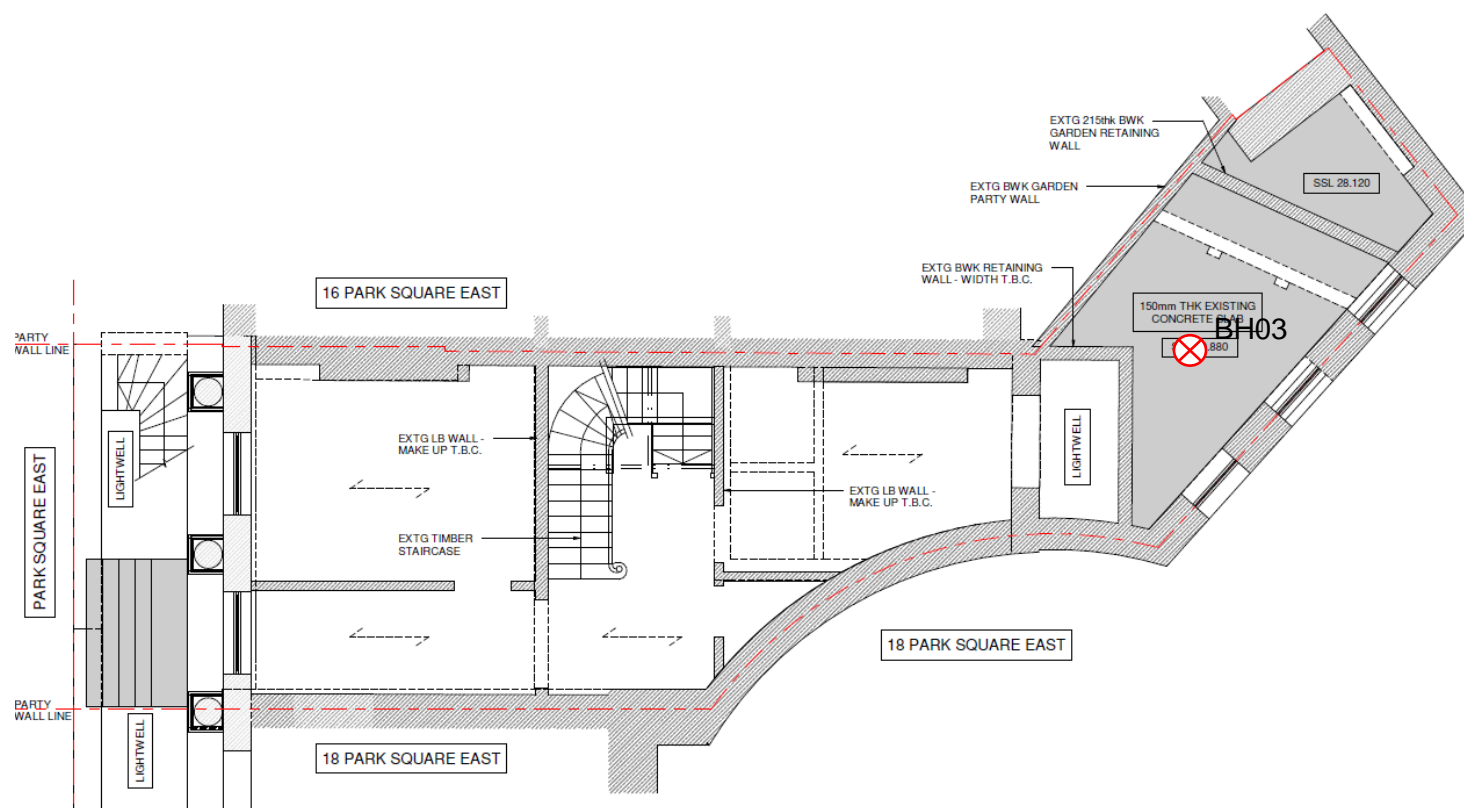 EXTG 215thk BWK
GARDEN RETAINING
WALL
EXTG BWK GARDEN
PARTY WALL
SSL 28.120
EXTG BWK RETAINING
WALL - WIDTH T.B.C.
16 PARK SQUARE EAST
150mm THK EXISTING
CONCRETE SLAB
BH03
.880
PARTY
WALL LINE
LIGHTWELL
EXTG LB WALL -
MAKE UP T.B.C.
LIGHTWELL
EXTG LB WALL -
MAKE UP T.B.C.
PARK SQUARE EAST
EXTG TIMBER
STAIRCASE
18 PARK SQUARE EAST
PARTY
WALL LINE
LIGHTWELL
18 PARK SQUARE EAST